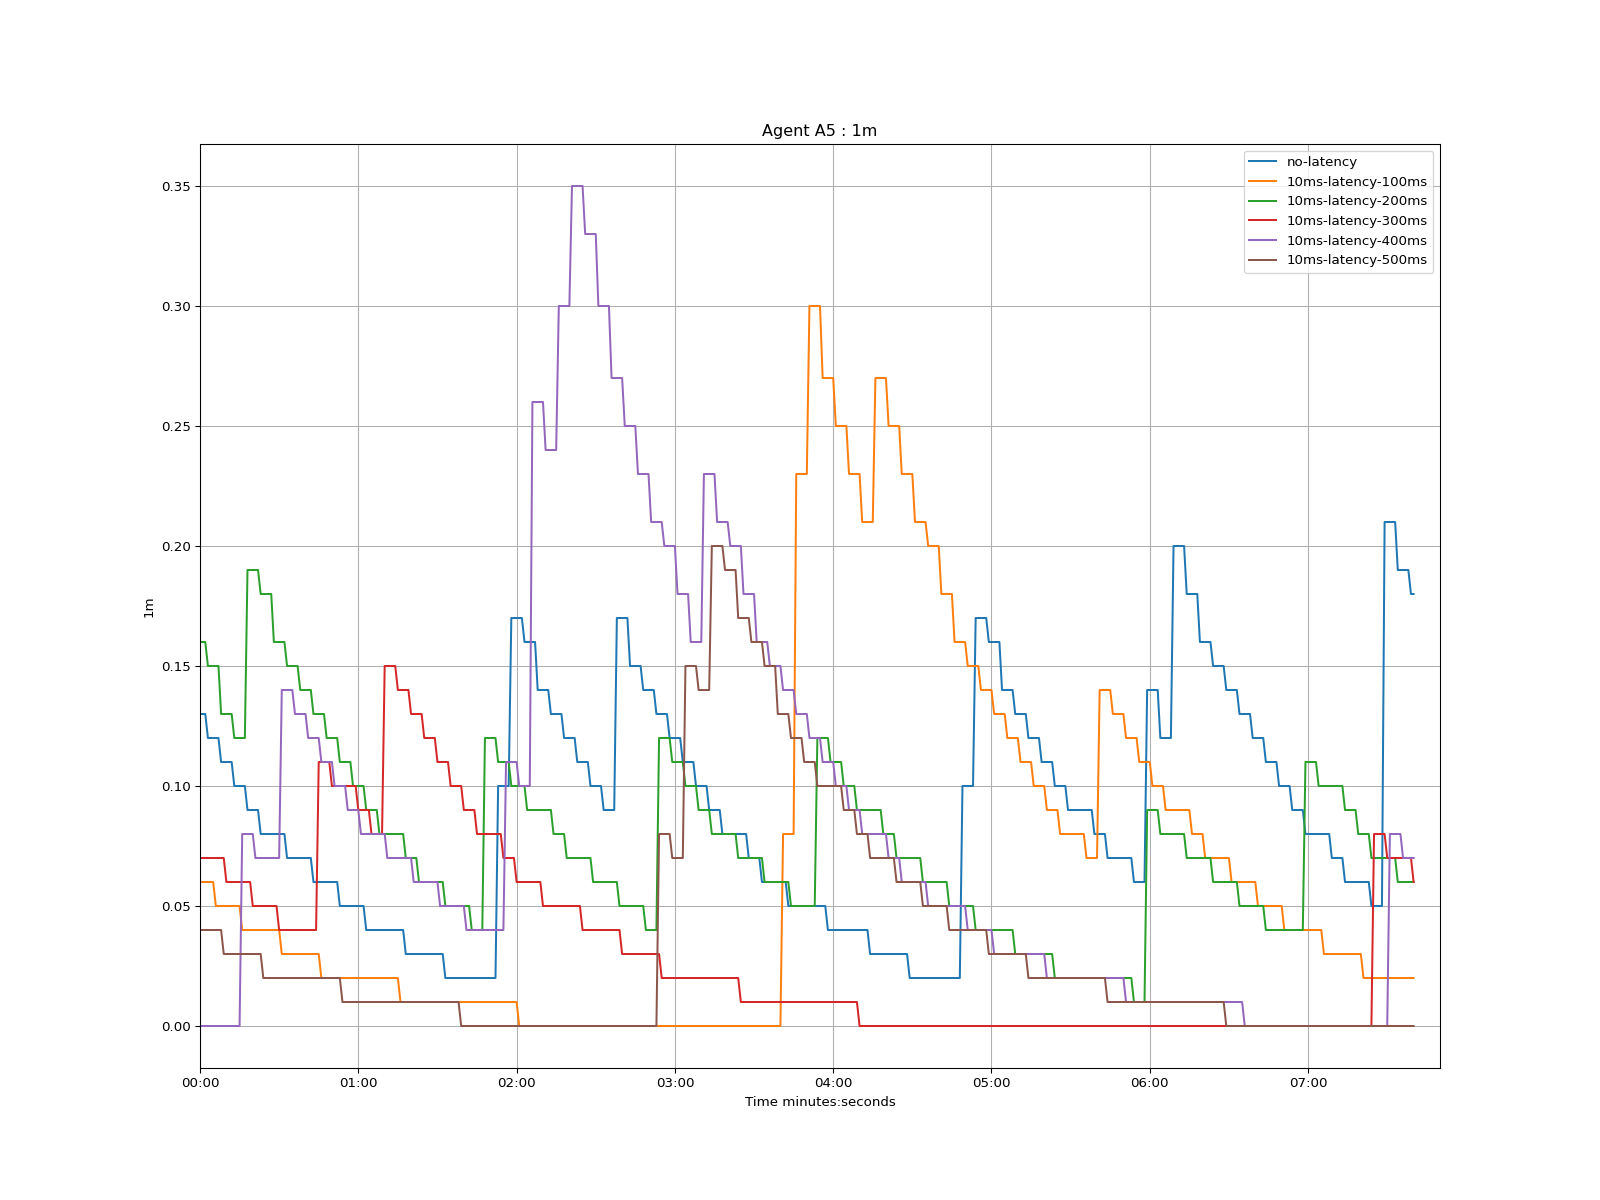 Agent A5 : 1m
no-latency
10ms-latency-100ms
10ms-latency-200ms
10ms-latency-300ms
10ms-latency-400ms
10ms-latency-500ms
0.35
0.30
0.25
0.20
0.15
0.10
0.05
0.00
1m
00:00 01:00 02:00 03:00 04:00 05:00 06:00 07:00
Time minutes:seconds